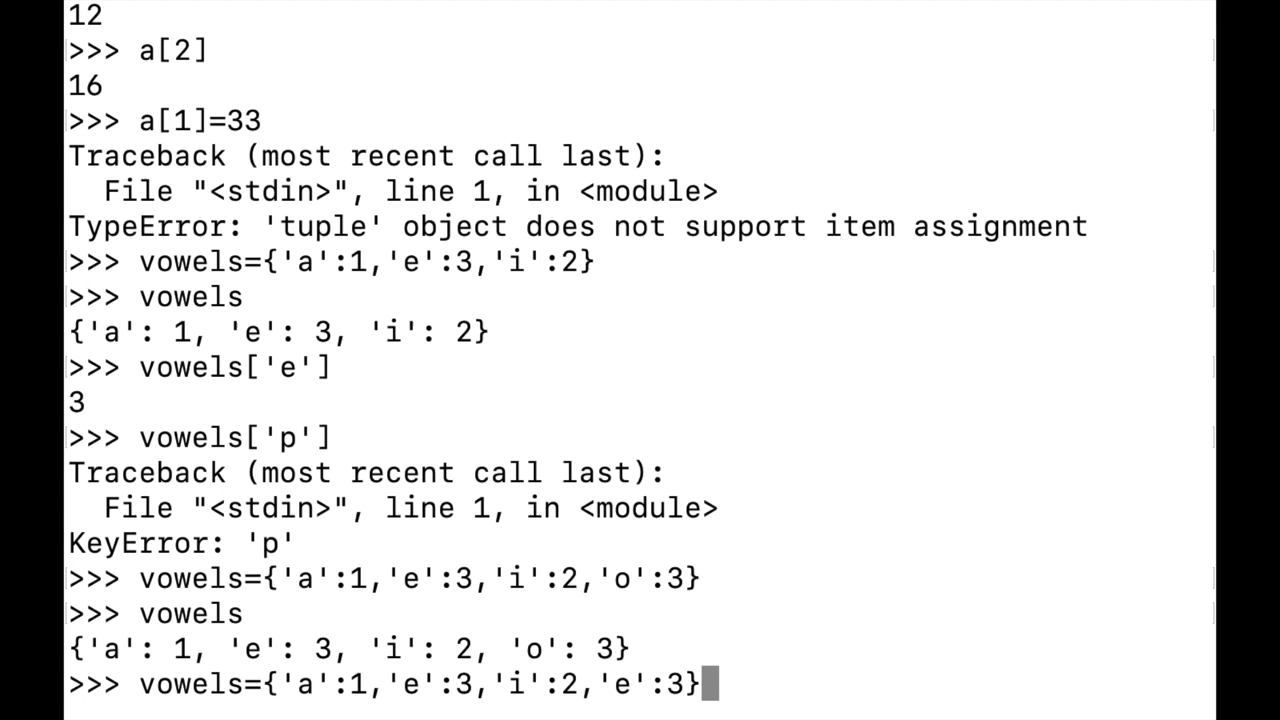 12
>>> a[2]
16
>>> a[1]=33
Traceback (most recent call last):
  File "<stdin>", line 1, in <module>
TypeError: 'tuple' object does not support item assignment
>>> vowels={'a':1,'e':3,'i':2}
>>> vowels
{'a': 1, 'e': 3, 'i': 2}
>>> vowels['e']
3
>>> vowels['p']
Traceback (most recent call last):
  File "<stdin>", line 1, in <module>
KeyError: 'p'
>>> vowels={'a':1,'e':3,'i':2,'o':3}
>>> vowels
{'a': 1, 'e': 3, 'i': 2, 'o': 3}
>>> vowels={'a':1,'e':3,'i':2,'e':3}